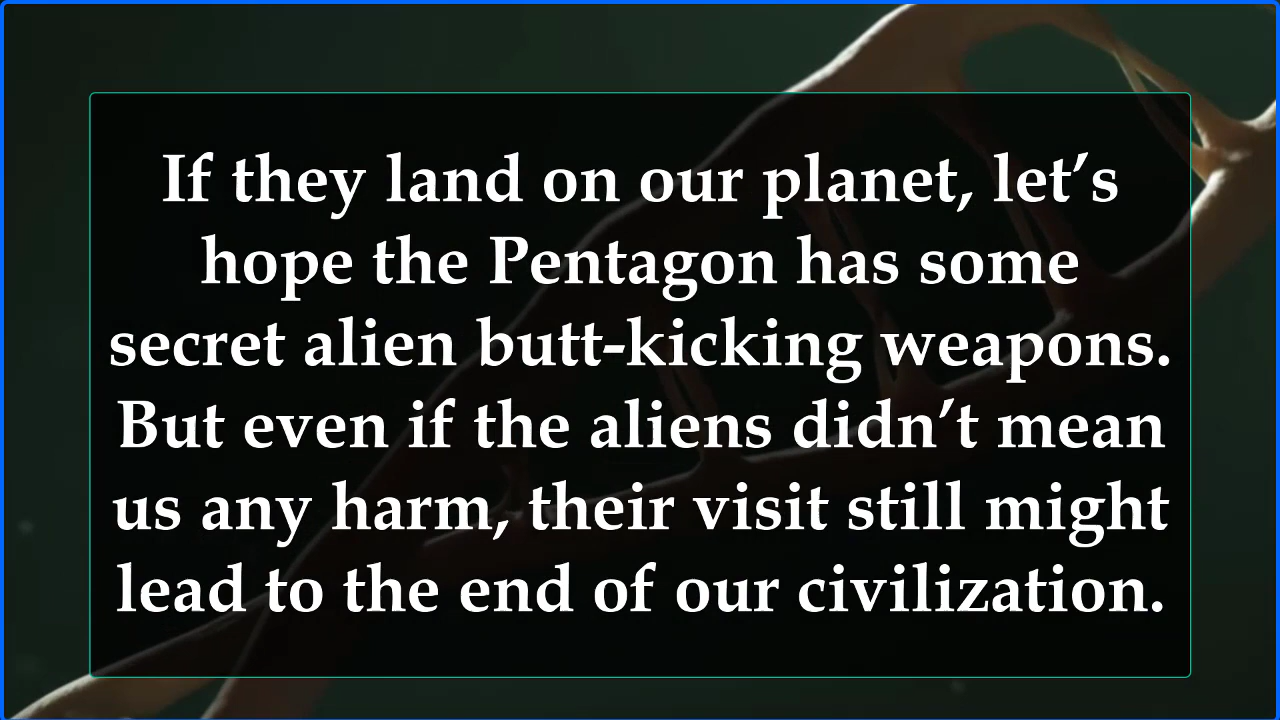 If they land on our planet, let’s
hope the Pentagon has some
secret alien butt-kicking weapons.
But even if the aliens didn’t mean
us any harm, their visit still might
lead to the end of our civilization.